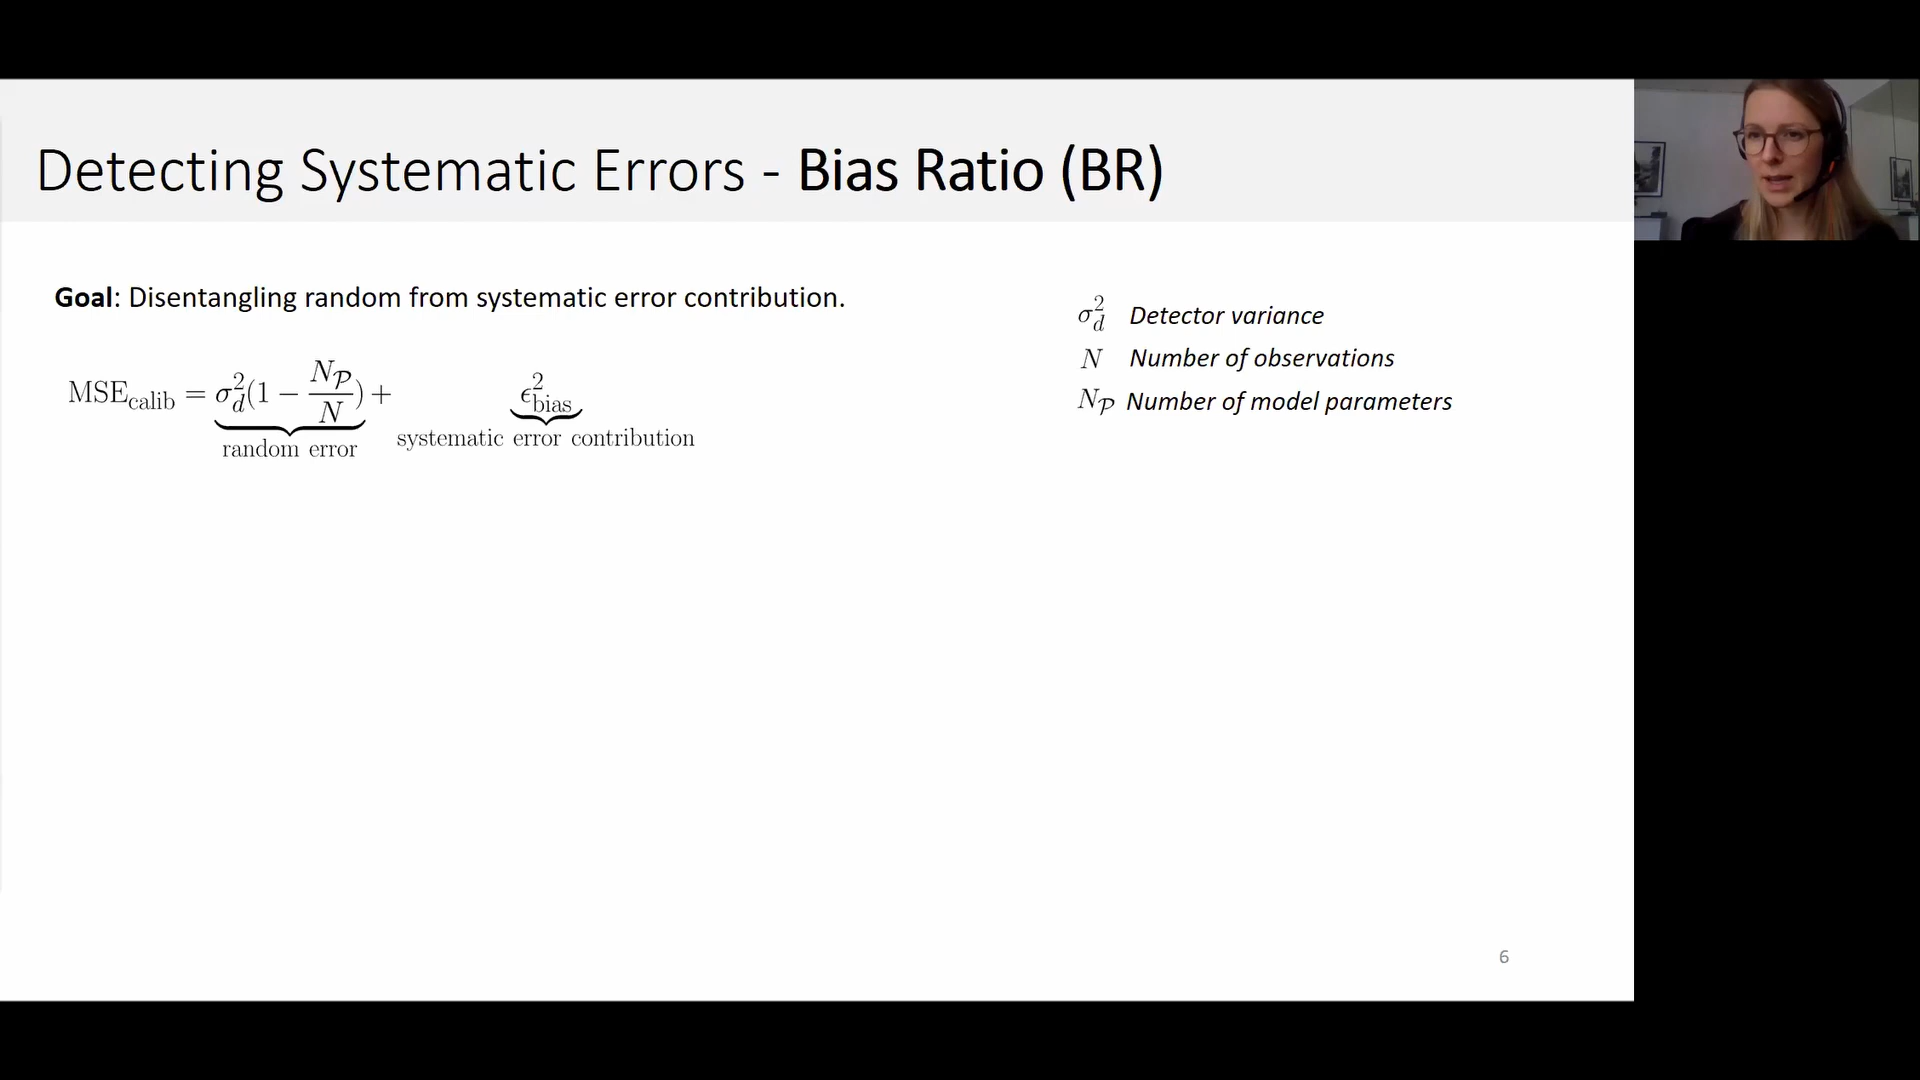 Detecting Systematic Errors - Bias Ratio (BR)
Goal: Disentangling random from systematic error contribution.
MSE_calib = σ_d^2(1 − N_𝒫/N) + ϵ_bias^2
random error
systematic error contribution
σ_d^2 Detector variance
N Number of observations
N_𝒫 Number of model parameters
6